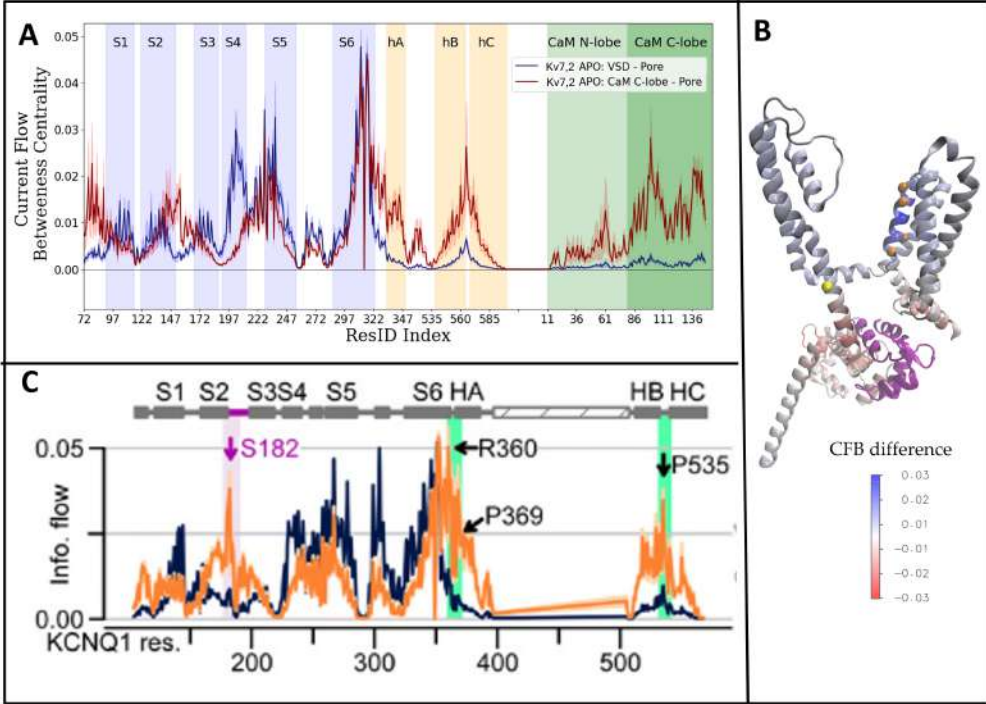 A
S1 S2 S3 S4 S5 S6 hA hB hC CaM N-lobe CaM C-lobe
Kv7,2 APO: VSD - Pore
Kv7,2 APO: CaM C-lobe - Pore
Current Flow
Betweeness Centrality
0.05
0.04
0.03
0.02
0.01
0.00
72 97 122 147 172 197 222 247 272 297 322 347 535 560 585 11 36 61 86 111 136
ResID Index
B
CFB difference
0.03
0.02
0.01
-0.01
-0.02
-0.03
C
S1 S2 S3 S4 S5 S6 HA HB HC
S182
R360
P535
P369
Info. flow
0.05
0.00
KCNQ1 res.
200 300 400 500